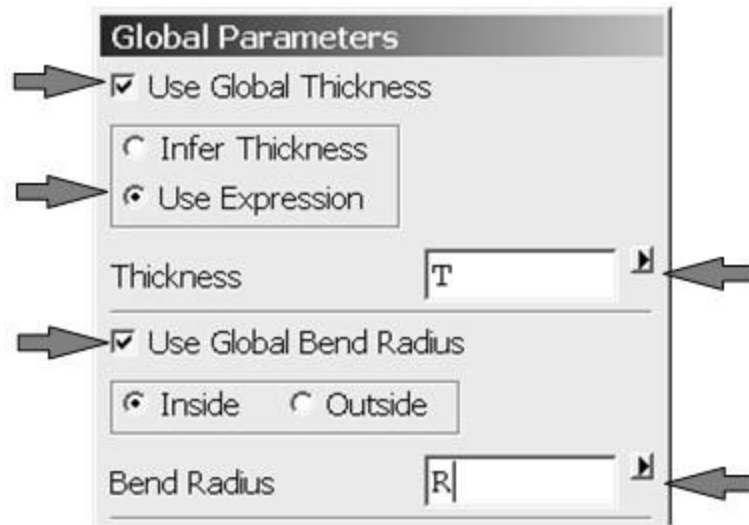 Global Parameters
Use Global Thickness
Infer Thickness
Use Expression
Thickness T
Use Global Bend Radius
Inside Outside
Bend Radius R